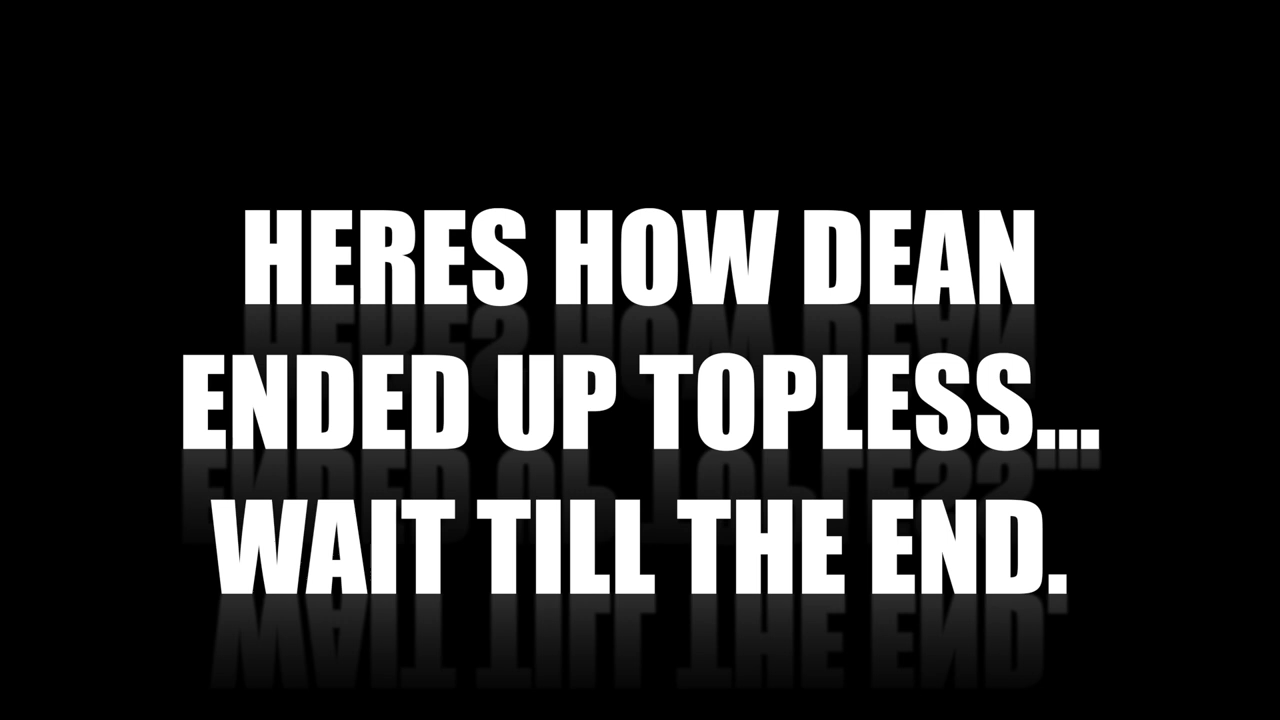 HERES HOW DEAN
ENDED UP TOPLESS...
WAIT TILL THE END.